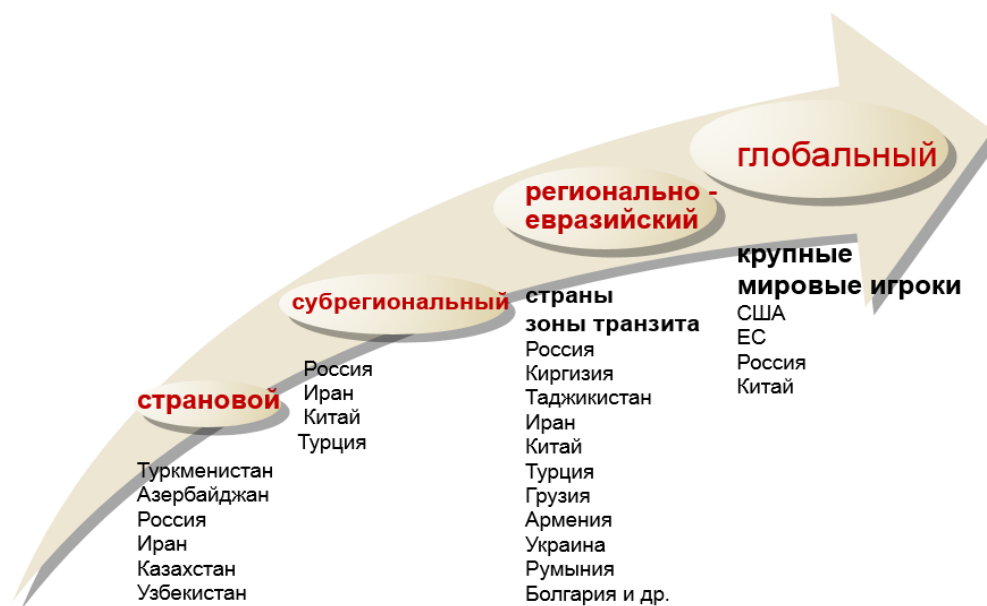 страновой
Туркменистан
Азербайджан
Россия
Иран
Казахстан
Узбекистан
субрегиональный
Россия
Иран
Китай
Турция
регионально -
евразийский
страны
зоны транзита
Россия
Киргизия
Таджикистан
Иран
Китай
Турция
Грузия
Армения
Украина
Румыния
Болгария и др.
глобальный
крупные
мировые игроки
США
ЕС
Россия
Китай